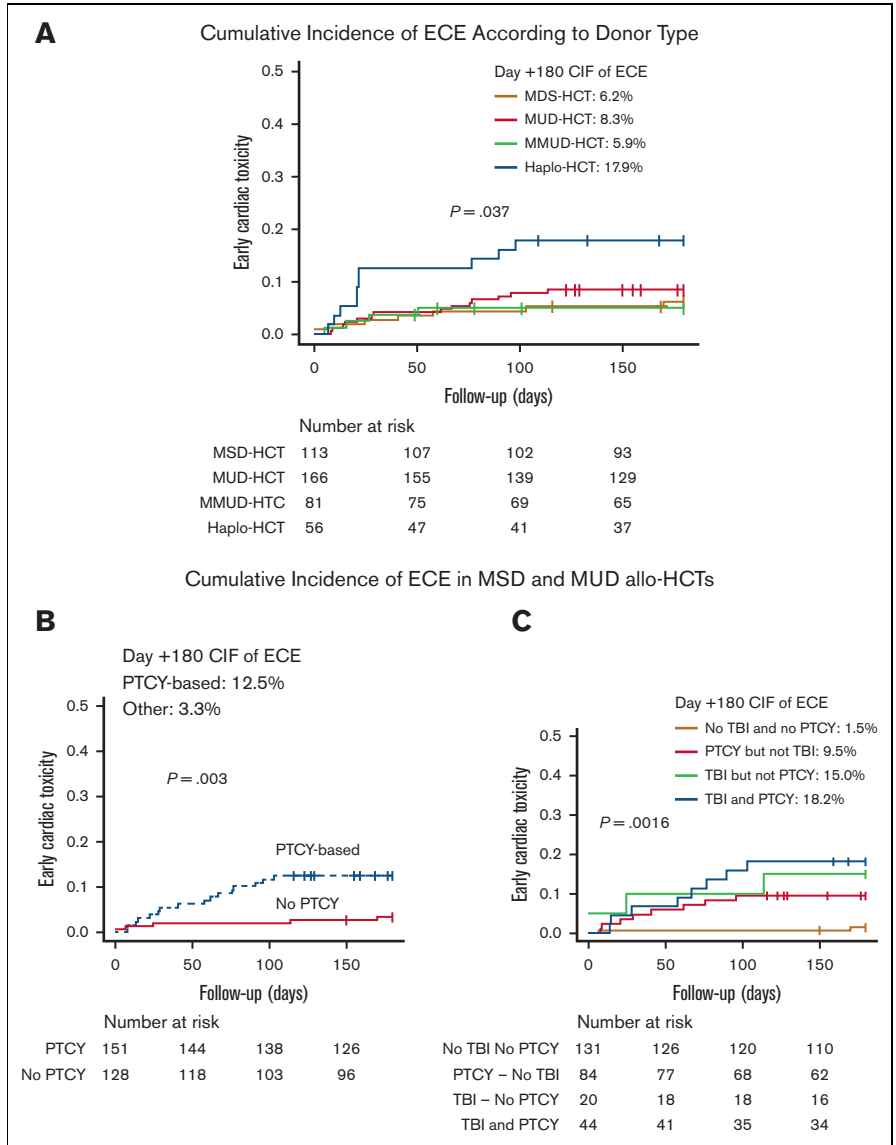 A
Cumulative Incidence of ECE According to Donor Type
Day +180 CIF of ECE
MDS-HCT: 6.2%
MUD-HCT: 8.3%
MMUD-HCT: 5.9%
Haplo-HCT: 17.9%
P = .037
Early cardiac toxicity
0.5
0.4
0.3
0.2
0.1
0.0
0 50 100 150
Follow-up (days)
Number at risk
MSD-HCT 113 107 102 93
MUD-HCT 166 155 139 129
MMUD-HTC 81 75 69 65
Haplo-HCT 56 47 41 37
Cumulative Incidence of ECE in MSD and MUD allo-HCTs
B
Day +180 CIF of ECE
PTCY-based: 12.5%
Other: 3.3%
P = .003
Early cardiac toxicity
0.5
0.4
0.3
0.2
0.1
0.0
PTCY-based
No PTCY
0 50 100 150
Follow-up (days)
Number at risk
PTCY 151 144 138 126
No PTCY 128 118 103 96
C
Day +180 CIF of ECE
No TBI and no PTCY: 1.5%
PTCY but not TBI: 9.5%
TBI but not PTCY: 15.0%
TBI and PTCY: 18.2%
P = .0016
Early cardiac toxicity
0.5
0.4
0.3
0.2
0.1
0.0
0 50 100 150
Follow-up (days)
Number at risk
No TBI No PTCY 131 126 120 110
PTCY – No TBI 84 77 68 62
TBI – No PTCY 20 18 18 16
TBI and PTCY 44 41 35 34